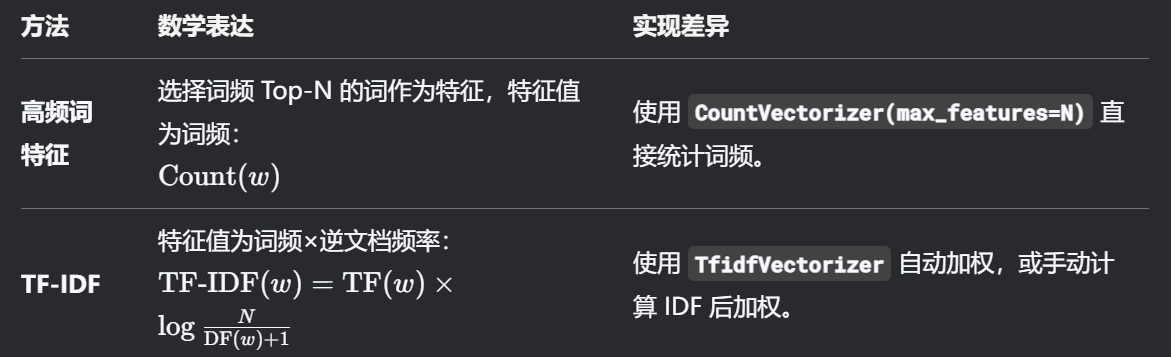 方法 数学表达 实现差异
高频词特征
选择词频 Top-N 的词作为特征，特征值
为词频：
Count(w)
使用 CountVectorizer(max_features=N) 直
接统计词频。
TF-IDF
特征值为词频×逆文档频率：
TF-IDF(w) = TF(w) ×
log N/(DF(w)+1)
使用 TfidfVectorizer 自动加权，或手动计
算 IDF 后加权。